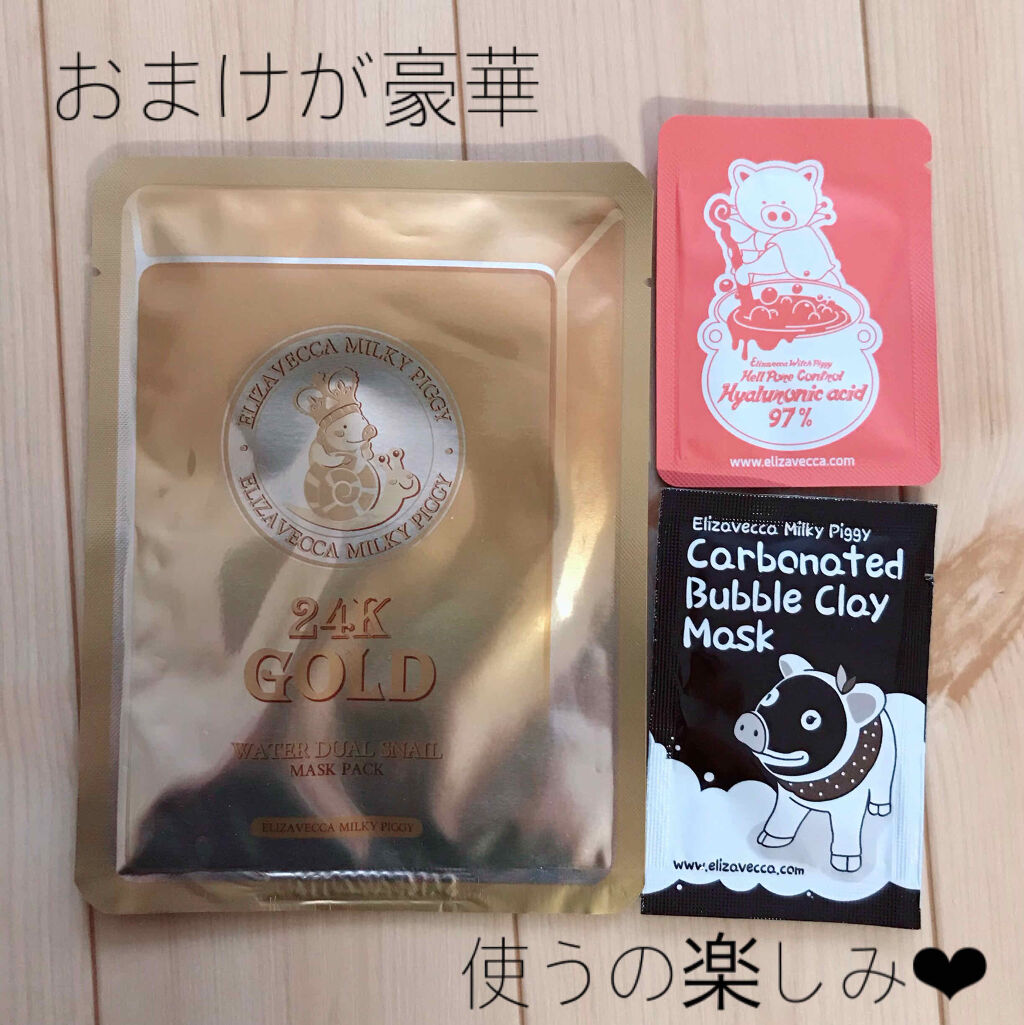 おまけが豪華
ELIZAVECCA MILKY PIGGY
ELIZAVECCA MILKY PIGGY
24K
GOLD
WATER DUAL SNAIL
MASK PACK
ELIZAVECCA MILKY PIGGY
Elizavecca Witch Piggy
Hell Pore Control
Hyaluronic acid
97%
www.elizavecca.com
Elizavecca Milky Piggy
Carbonated
Bubble Clay
Mask
www.elizavecca.com
使うの楽しみ❤